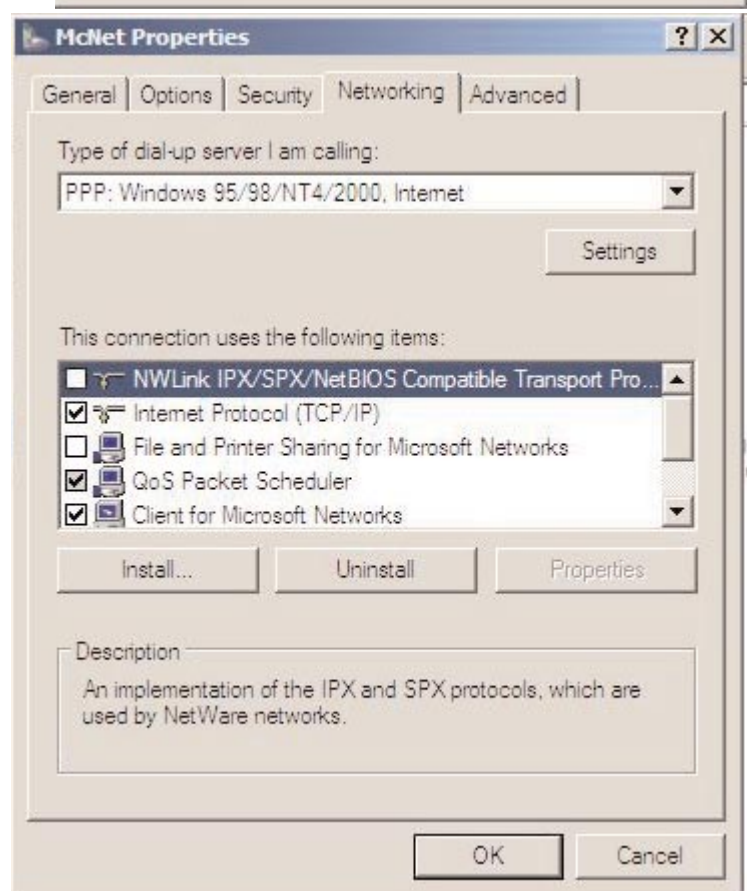 McNet Properties
General
Options
Security
Networking
Advanced
Type of dial-up server I am calling:
PPP: Windows 95/98/NT4/2000, Internet
Settings
This connection uses the following items:
NWLink IPX/SPX/NetBIOS Compatible Transport Pro...
Internet Protocol (TCP/IP)
File and Printer Sharing for Microsoft Networks
QoS Packet Scheduler
Client for Microsoft Networks
Install...
Uninstall
Properties
Description
An implementation of the IPX and SPX protocols, which are
used by NetWare networks.
OK
Cancel